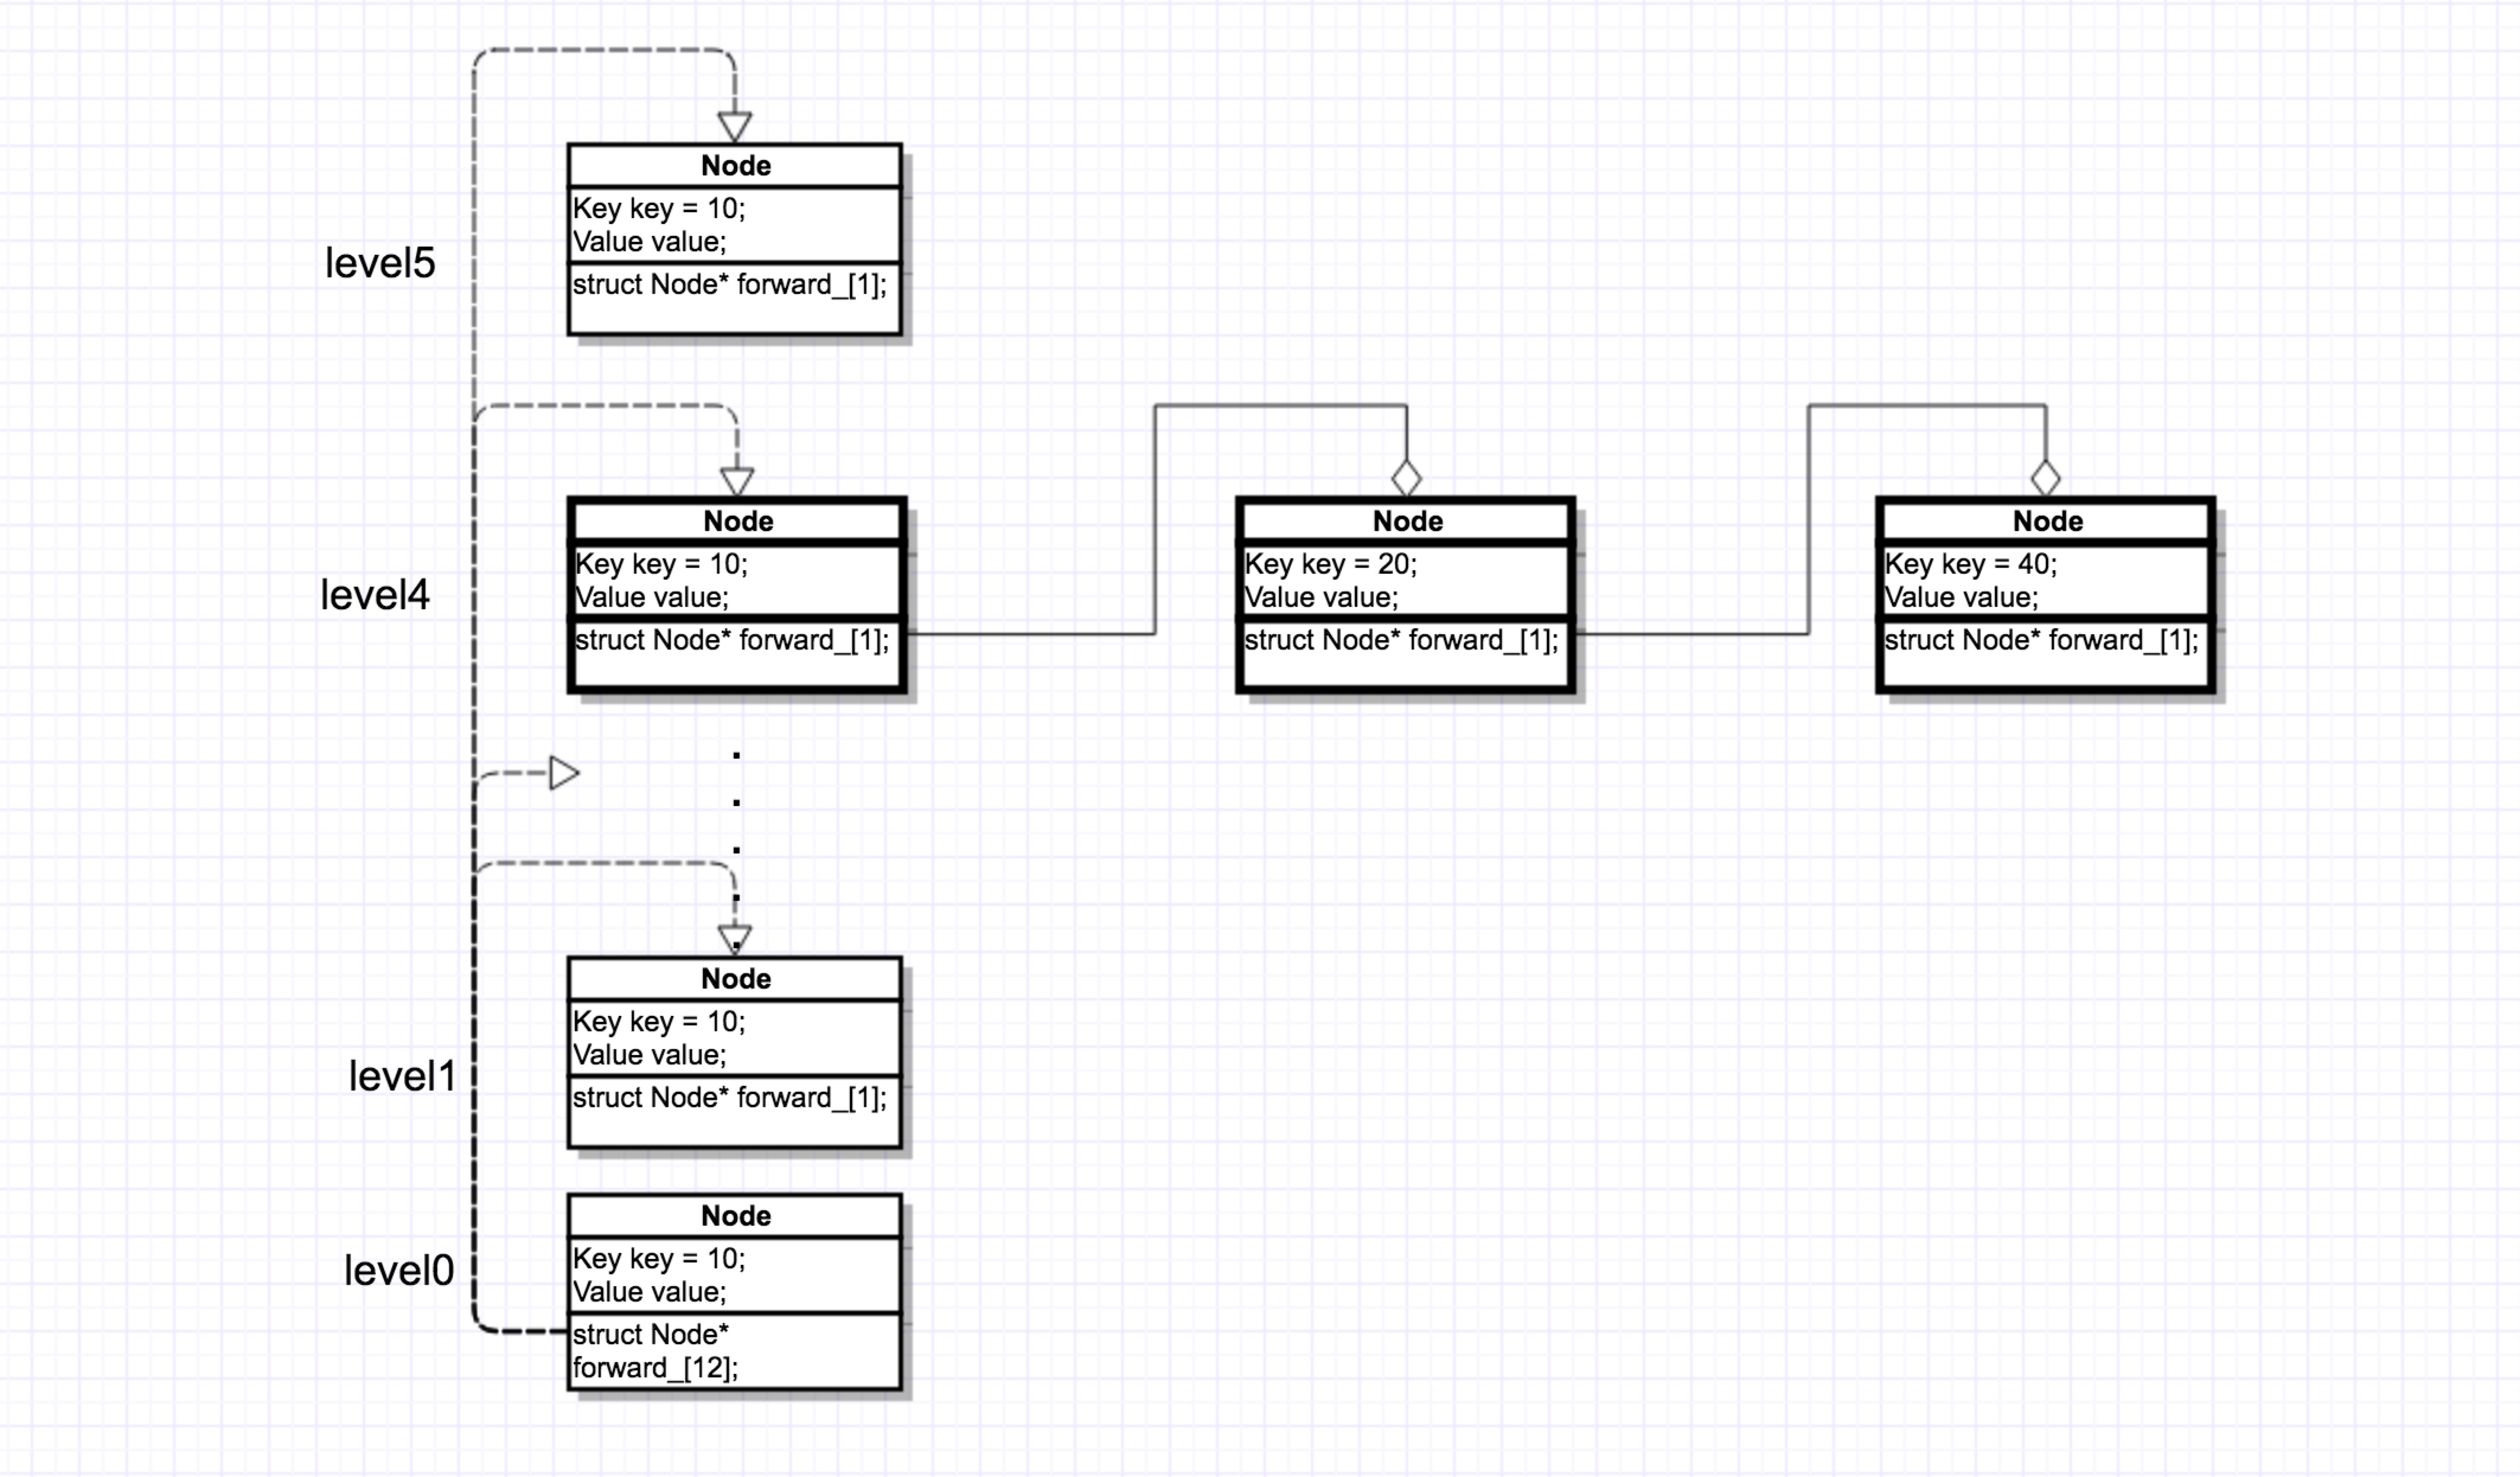 Node
Key key = 10;
Value value;
level5
struct Node* forward_[1];
Node
Key key = 10;
Value value;
level4
struct Node* forward_[1];
Node
Key key = 20;
Value value;
struct Node* forward_[1];
Node
Key key = 40;
Value value;
struct Node* forward_[1];
.
.
.
.
.
Node
Key key = 10;
Value value;
level1
struct Node* forward_[1];
Node
Key key = 10;
Value value;
level0
struct Node*
forward_[12];